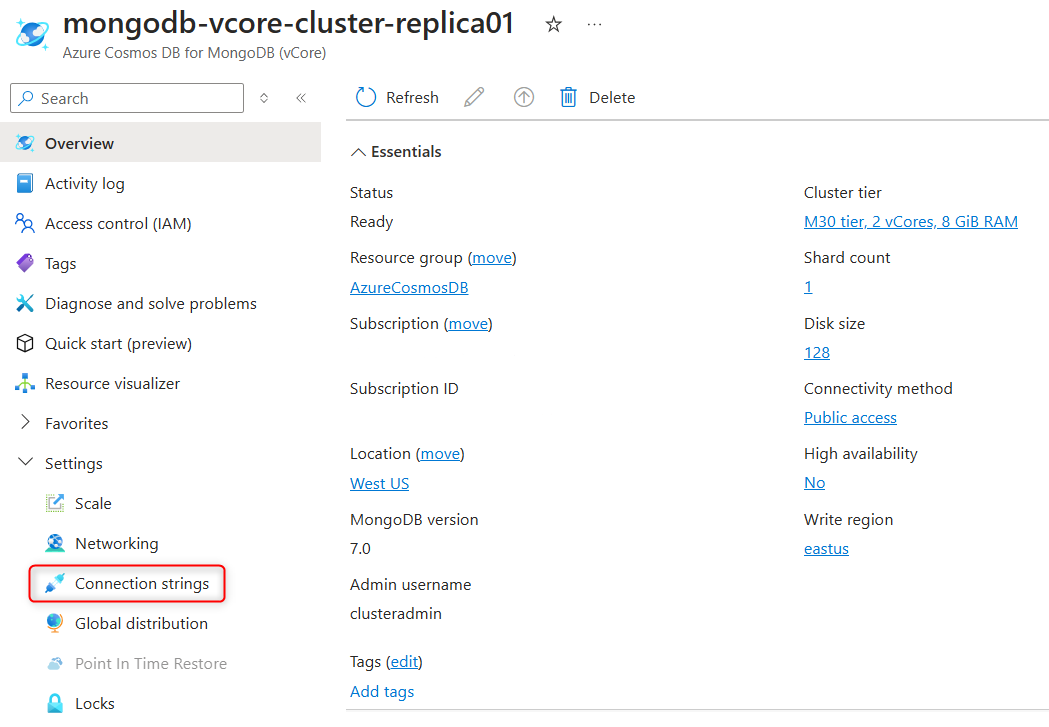 mongodb-vcore-cluster-replica01
Azure Cosmos DB for MongoDB (vCore)
Search
Overview
Activity log
Access control (IAM)
Tags
Diagnose and solve problems
Quick start (preview)
Resource visualizer
Favorites
Settings
Scale
Networking
Connection strings
Global distribution
Point In Time Restore
Locks
Refresh
Delete
Essentials
Status
Ready
Resource group (move)
AzureCosmosDB
Subscription (move)
Subscription ID
Location (move)
West US
MongoDB version
7.0
Admin username
clusteradmin
Tags (edit)
Add tags
Cluster tier
M30 tier, 2 vCores, 8 GiB RAM
Shard count
1
Disk size
128
Connectivity method
Public access
High availability
No
Write region
eastus